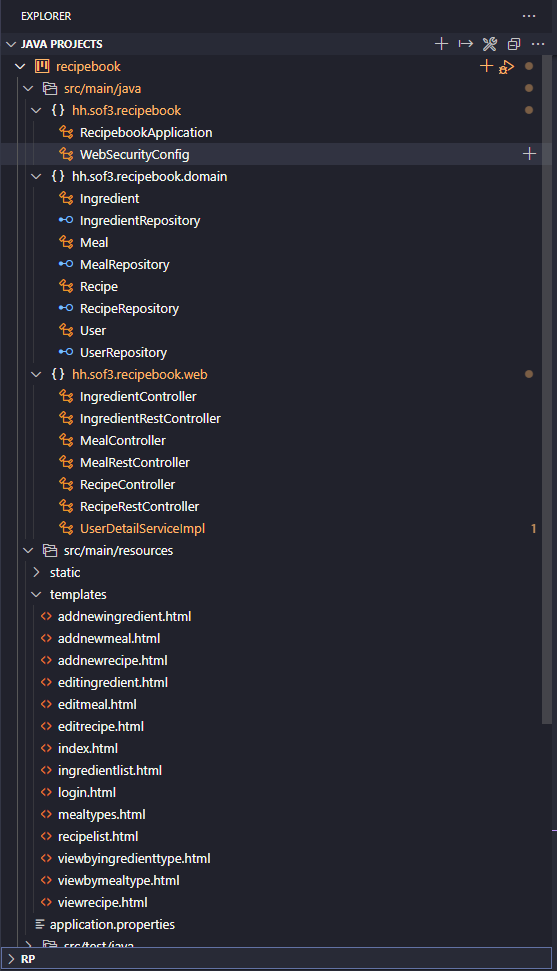 EXPLORER
JAVA PROJECTS
recipebook
src/main/java
{ } hh.sof3.recipebook
RecipebookApplication
WebSecurityConfig
{ } hh.sof3.recipebook.domain
Ingredient
IngredientRepository
Meal
MealRepository
Recipe
RecipeRepository
User
UserRepository
{ } hh.sof3.recipebook.web
IngredientController
IngredientRestController
MealController
MealRestController
RecipeController
RecipeRestController
UserDetailServiceImpl 1
src/main/resources
static
templates
addnewingredient.html
addnewmeal.html
addnewrecipe.html
editingredient.html
editmeal.html
editrecipe.html
index.html
ingredientlist.html
login.html
mealtypes.html
recipelist.html
viewbyingredienttype.html
viewbymealtype.html
viewrecipe.html
application.properties
src/test/java
RP